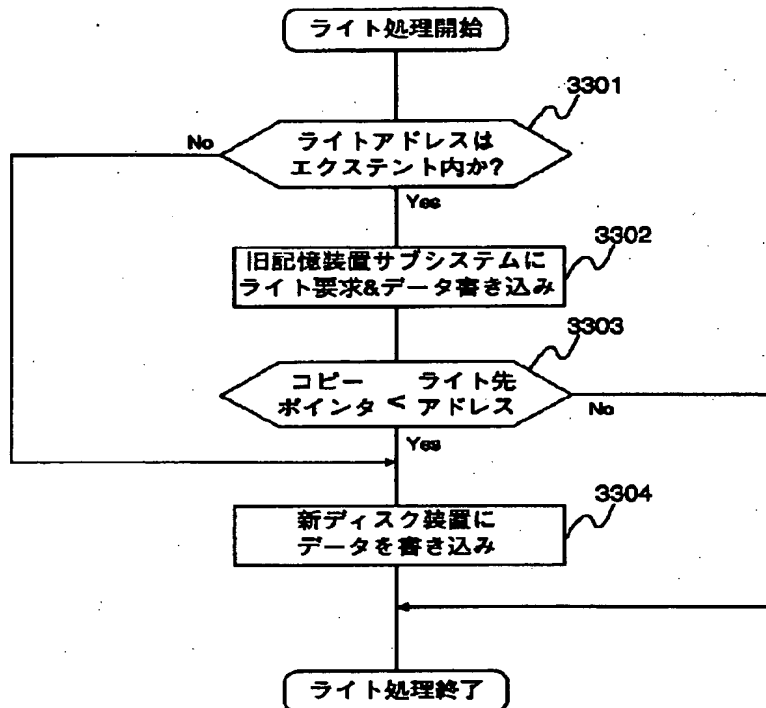 ライト処理開始
3301
No
ライトアドレスは
エクステント内か?
Yes
3302
旧記憶装置サブシステムに
ライト要求&データ書き込み
3303
コピー ライト先
ポインタ < アドレス
No
Yes
3304
新ディスク装置に
データを書き込み
ライト処理終了